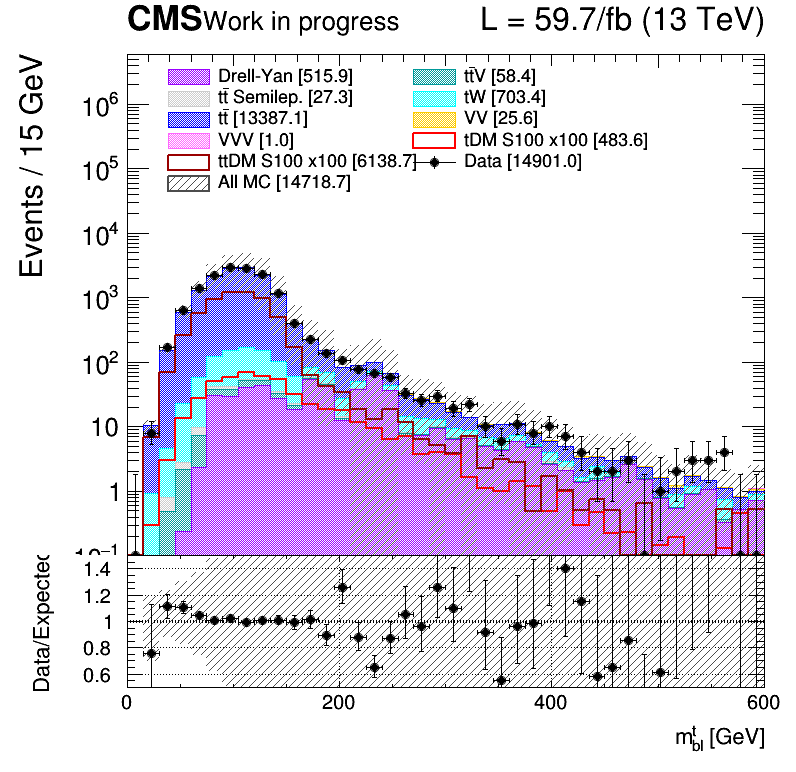 CMS Work in progress L = 59.7/fb (13 TeV)
Events / 15 GeV
Drell-Yan [515.9] tt̄V [58.4]
tt̄ Semilep. [27.3] tW [703.4]
tt̄ [13387.1] VV [25.6]
VVV [1.0] tDM S100 x100 [483.6]
ttDM S100 x100 [6138.7] Data [14901.0]
All MC [14718.7]
10⁶
10⁵
10⁴
10³
10²
10
1
10⁻¹
Data/Expected
1.4
1.2
1
0.8
0.6
0 200 400 600
m^t_bl [GeV]